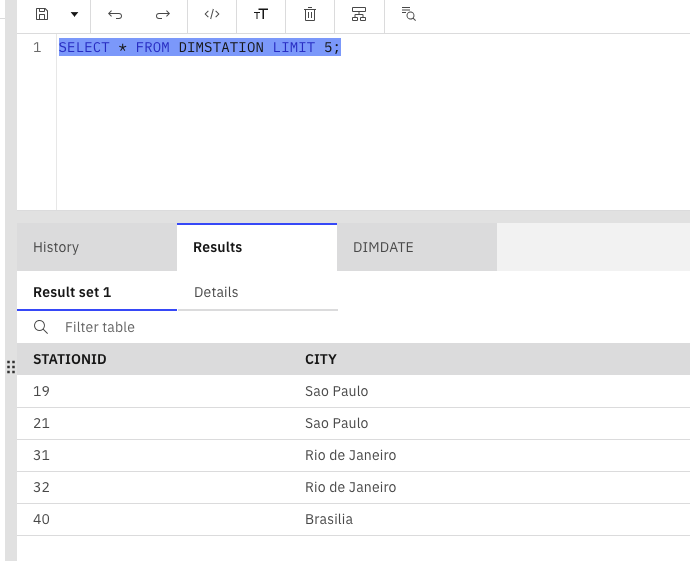 </> TT
1 SELECT * FROM DIMSTATION LIMIT 5;
History Results DIMDATE
Result set 1 Details
Filter table
STATIONID CITY
19 Sao Paulo
21 Sao Paulo
31 Rio de Janeiro
32 Rio de Janeiro
40 Brasilia